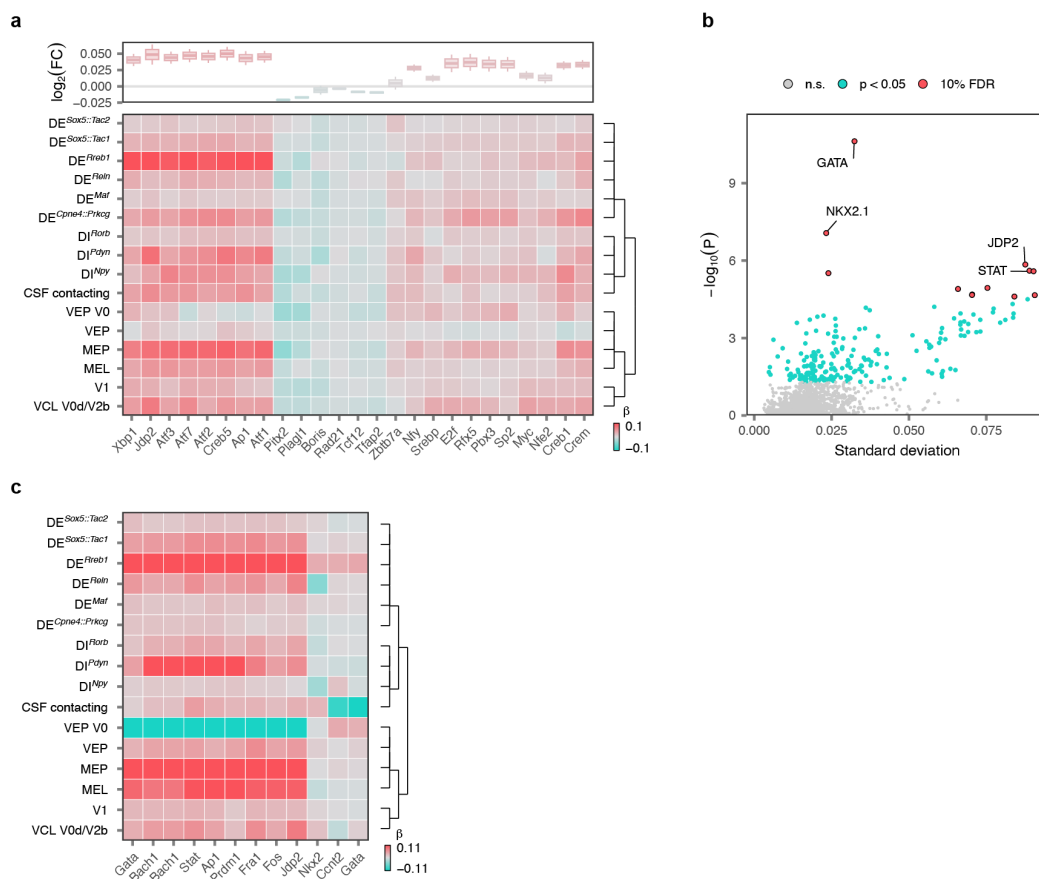 a
log2(FC)
0.050
0.025
0.000
−0.025
DESox5::Tac2
DESox5::Tac1
DERreb1
DEReln
DEMaf
DECpne4::Prkcg
DIRorb
DIPdyn
DINpy
CSF contacting
VEP V0
VEP
MEP
MEL
V1
VCL V0d/V2b
Xbp1
Jdp2
Atf3
Atf7
Atf2
Creb5
Ap1
Atf1
Pitx2
Plagl1
Boris
Rad21
Tcf12
Tfap2
Zbtb7a
Nfy
Srebp
E2f
Rfx5
Pbx3
Sp2
Myc
Nfe2
Creb1
Crem
β
0.1
−0.1
b
n.s.
p < 0.05
10% FDR
−log10(P)
9
6
3
0
GATA
NKX2.1
JDP2
STAT
0.000
0.025
0.050
0.075
Standard deviation
c
DESox5::Tac2
DESox5::Tac1
DERreb1
DEReln
DEMaf
DECpne4::Prkcg
DIRorb
DIPdyn
DINpy
CSF contacting
VEP V0
VEP
MEP
MEL
V1
VCL V0d/V2b
Gata
Bach1
Bach1
Stat
Ap1
Prdm1
Fra1
Fos
Jdp2
Nkx2
Ccnt2
Gata
β
0.11
−0.11